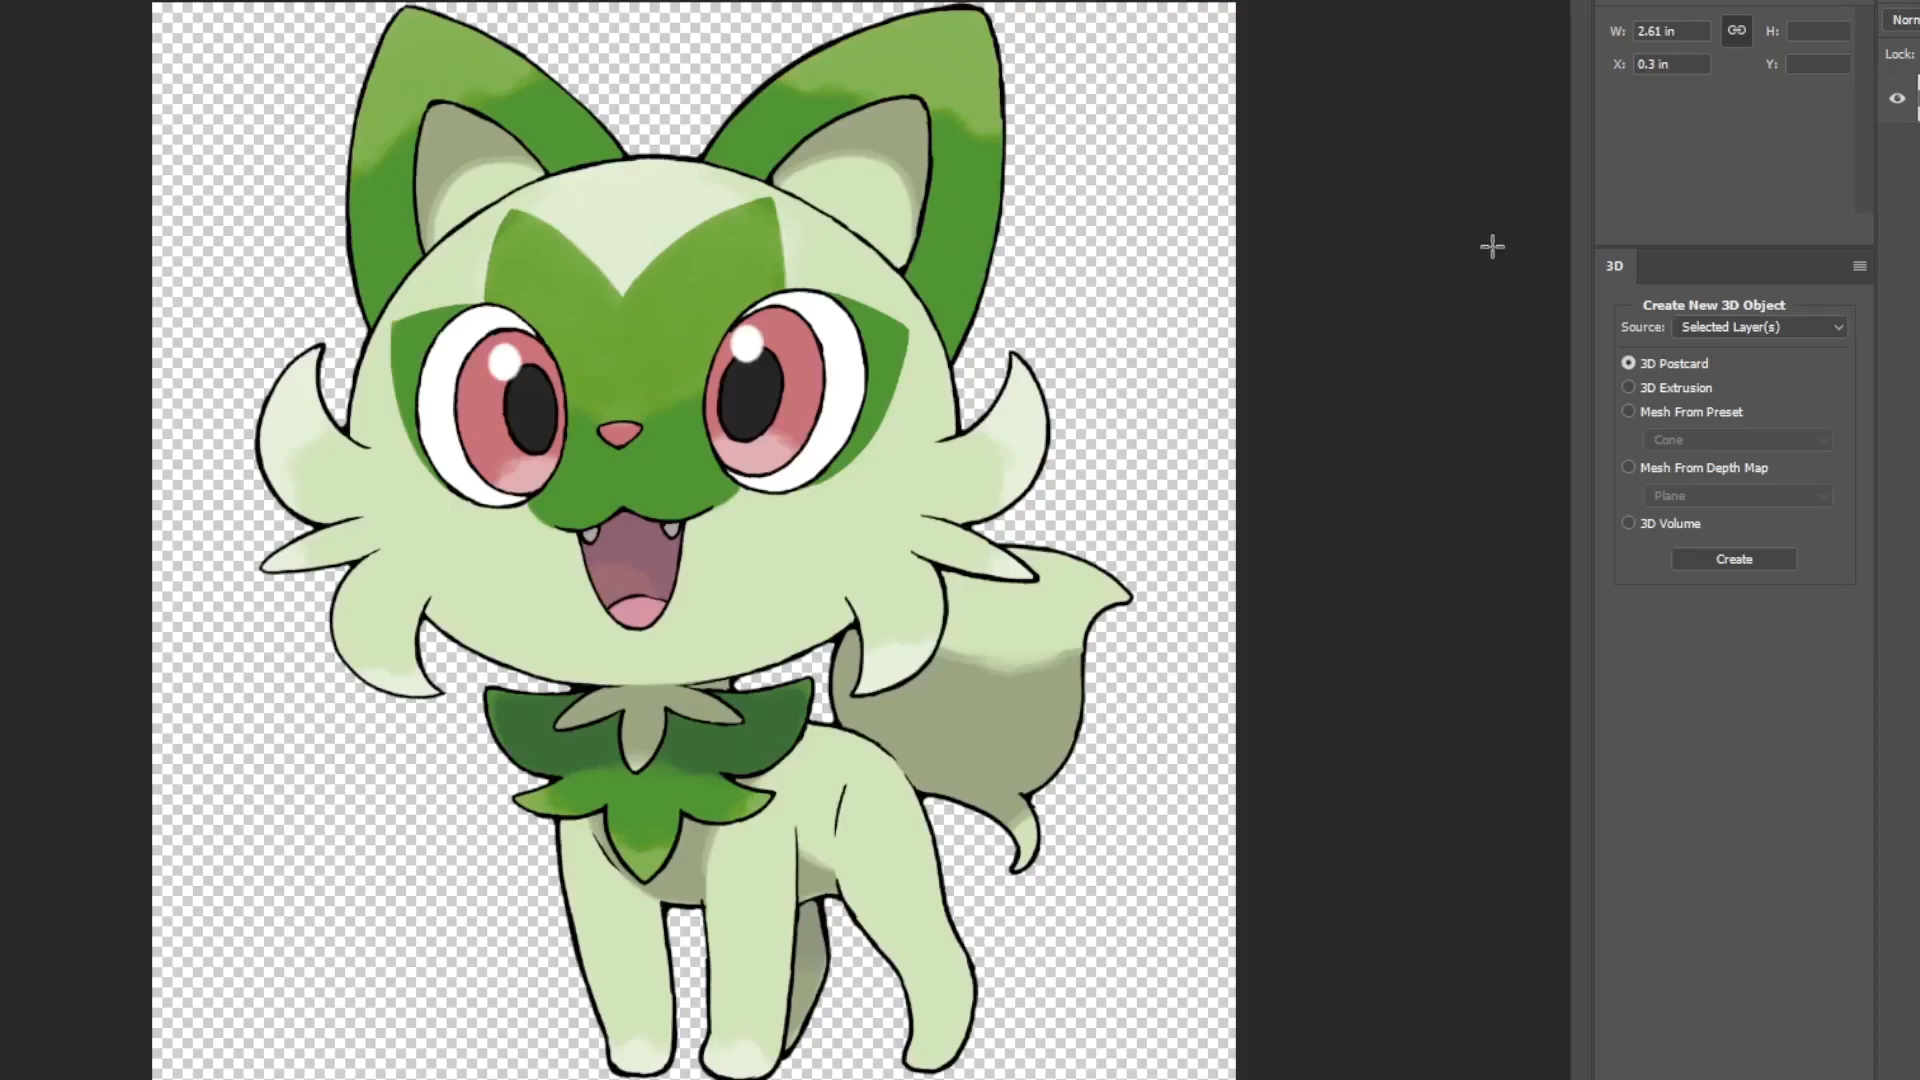 W: 2.61 in H:
X: 0.3 in Y:
Norm
Lock:
3D
Create New 3D Object
Source: Selected Layer(s)
3D Postcard
3D Extrusion
Mesh From Preset
Cone
Mesh From Depth Map
Plane
3D Volume
Create